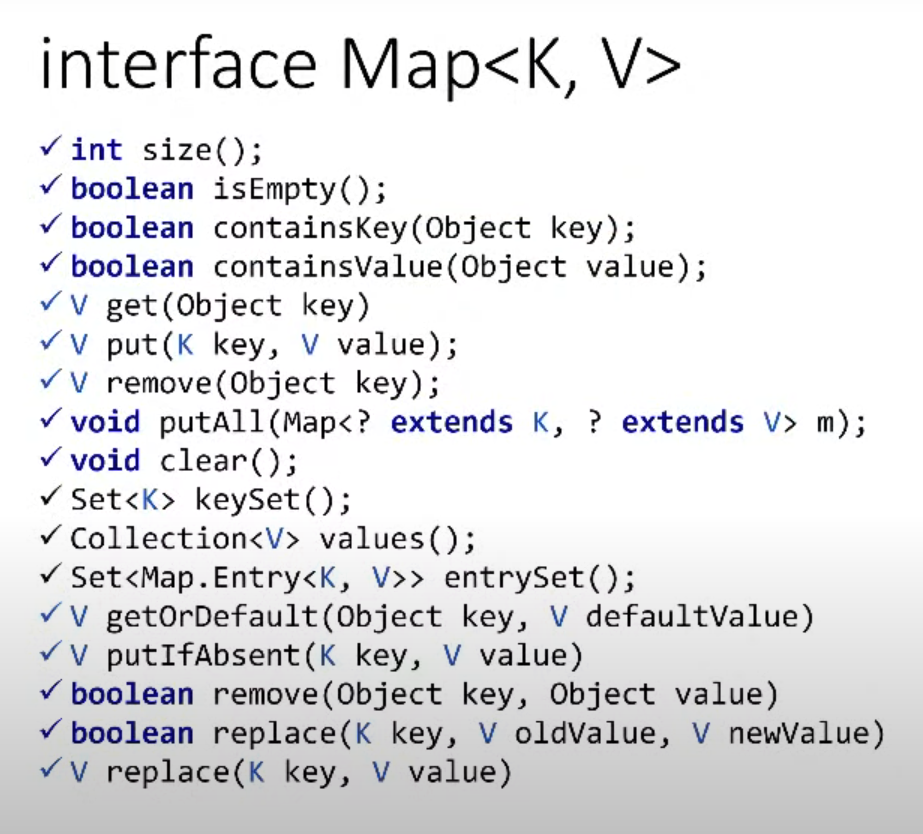 interface Map<K, V>
✓ int size();
✓ boolean isEmpty();
✓ boolean containsKey(Object key);
✓ boolean containsValue(Object value);
✓ V get(Object key)
✓ V put(K key, V value);
✓ V remove(Object key);
✓ void putAll(Map<? extends K, ? extends V> m);
✓ void clear();
✓ Set<K> keySet();
✓ Collection<V> values();
✓ Set<Map.Entry<K, V>> entrySet();
✓ V getOrDefault(Object key, V defaultValue)
✓ V putIfAbsent(K key, V value)
✓ boolean remove(Object key, Object value)
✓ boolean replace(K key, V oldValue, V newValue)
✓ V replace(K key, V value)